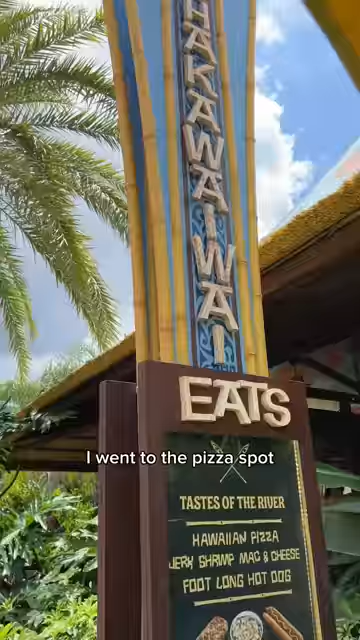 HAKAWAI WAI
EATS
I went to the pizza spot
TASTES OF THE RIVER
HAWAIIAN PIZZA
JERK SHRIMP MAC & CHEESE
FOOT LONG HOT DOG